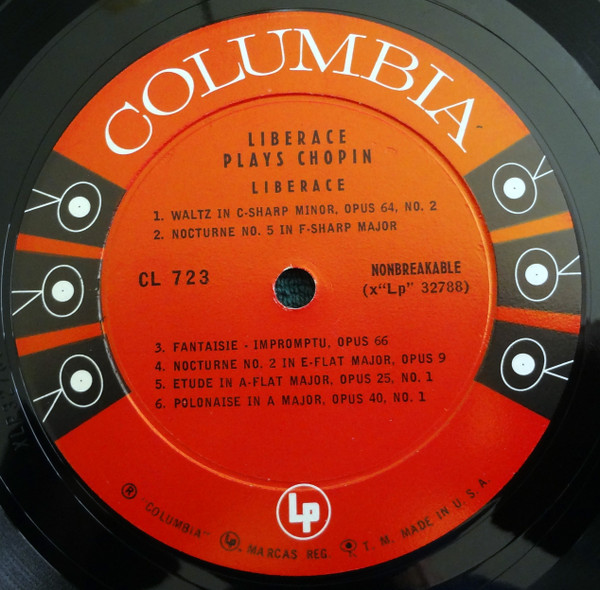 COLUMBIA
LIBERACE
PLAYS CHOPIN
LIBERACE
1. WALTZ IN C-SHARP MINOR, OPUS 64, NO. 2
2. NOCTURNE NO. 5 IN F-SHARP MAJOR
CL 723
NONBREAKABLE
(x"Lp" 32788)
3. FANTAISIE - IMPROMPTU, OPUS 66
4. NOCTURNE NO. 2 IN E-FLAT MAJOR, OPUS 9
5. ETUDE IN A-FLAT MAJOR, OPUS 25, NO. 1
6. POLONAISE IN A MAJOR, OPUS 40, NO. 1
Lp
® "COLUMBIA" Lp, MARCAS REG. T. M. MADE IN U.S.A.